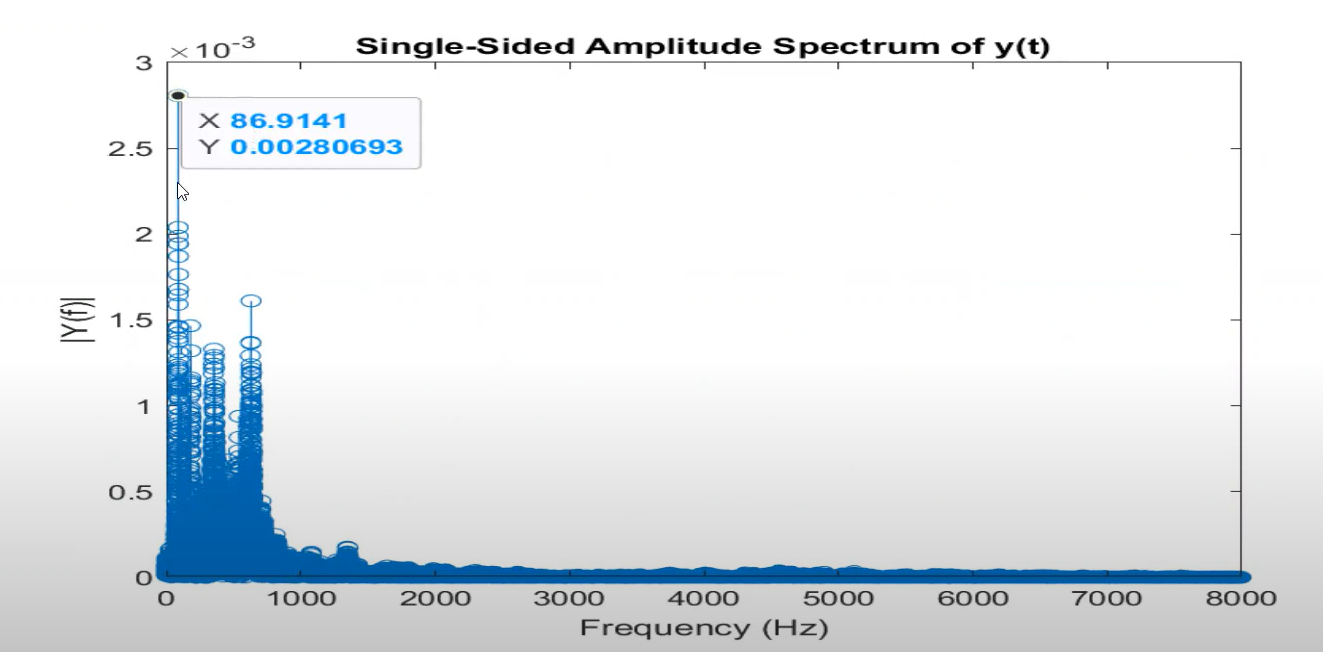 ×10-3
Single-Sided Amplitude Spectrum of y(t)
3
X 86.9141
Y 0.00280693
2.5
2
|Y(f)|
1.5
1
0.5
0
0 1000 2000 3000 4000 5000 6000 7000 8000
Frequency (Hz)